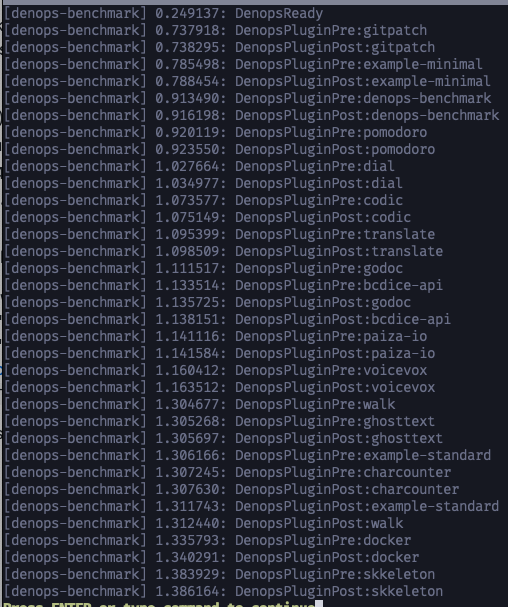 [denops-benchmark] 0.249137: DenopsReady
[denops-benchmark] 0.737918: DenopsPluginPre:gitpatch
[denops-benchmark] 0.738295: DenopsPluginPost:gitpatch
[denops-benchmark] 0.785498: DenopsPluginPre:example-minimal
[denops-benchmark] 0.788454: DenopsPluginPost:example-minimal
[denops-benchmark] 0.913490: DenopsPluginPre:denops-benchmark
[denops-benchmark] 0.916198: DenopsPluginPost:denops-benchmark
[denops-benchmark] 0.920119: DenopsPluginPre:pomodoro
[denops-benchmark] 0.923550: DenopsPluginPost:pomodoro
[denops-benchmark] 1.027664: DenopsPluginPre:dial
[denops-benchmark] 1.034977: DenopsPluginPost:dial
[denops-benchmark] 1.073577: DenopsPluginPre:codic
[denops-benchmark] 1.075149: DenopsPluginPost:codic
[denops-benchmark] 1.095399: DenopsPluginPre:translate
[denops-benchmark] 1.098509: DenopsPluginPost:translate
[denops-benchmark] 1.111517: DenopsPluginPre:godoc
[denops-benchmark] 1.133514: DenopsPluginPre:bcdice-api
[denops-benchmark] 1.135725: DenopsPluginPost:godoc
[denops-benchmark] 1.138151: DenopsPluginPost:bcdice-api
[denops-benchmark] 1.141116: DenopsPluginPre:paiza-io
[denops-benchmark] 1.141584: DenopsPluginPost:paiza-io
[denops-benchmark] 1.160412: DenopsPluginPre:voicevox
[denops-benchmark] 1.163512: DenopsPluginPost:voicevox
[denops-benchmark] 1.304677: DenopsPluginPre:walk
[denops-benchmark] 1.305268: DenopsPluginPre:ghosttext
[denops-benchmark] 1.305697: DenopsPluginPost:ghosttext
[denops-benchmark] 1.306166: DenopsPluginPre:example-standard
[denops-benchmark] 1.307245: DenopsPluginPre:charcounter
[denops-benchmark] 1.307630: DenopsPluginPost:charcounter
[denops-benchmark] 1.311743: DenopsPluginPost:example-standard
[denops-benchmark] 1.312440: DenopsPluginPost:walk
[denops-benchmark] 1.335793: DenopsPluginPre:docker
[denops-benchmark] 1.340291: DenopsPluginPost:docker
[denops-benchmark] 1.383929: DenopsPluginPre:skkeleton
[denops-benchmark] 1.386164: DenopsPluginPost:skkeleton
Press ENTER or type command to continue